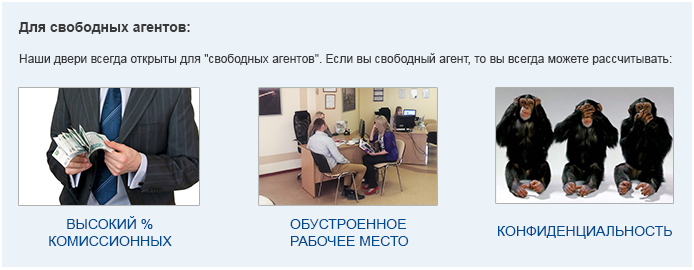 Для свободных агентов:
Наши двери всегда открыты для "свободных агентов". Если вы свободный агент, то вы всегда можете рассчитывать:
ВЫСОКИЙ %
КОМИССИОННЫХ
ОБУСТРОЕННОЕ
РАБОЧЕЕ МЕСТО
КОНФИДЕНЦИАЛЬНОСТЬ